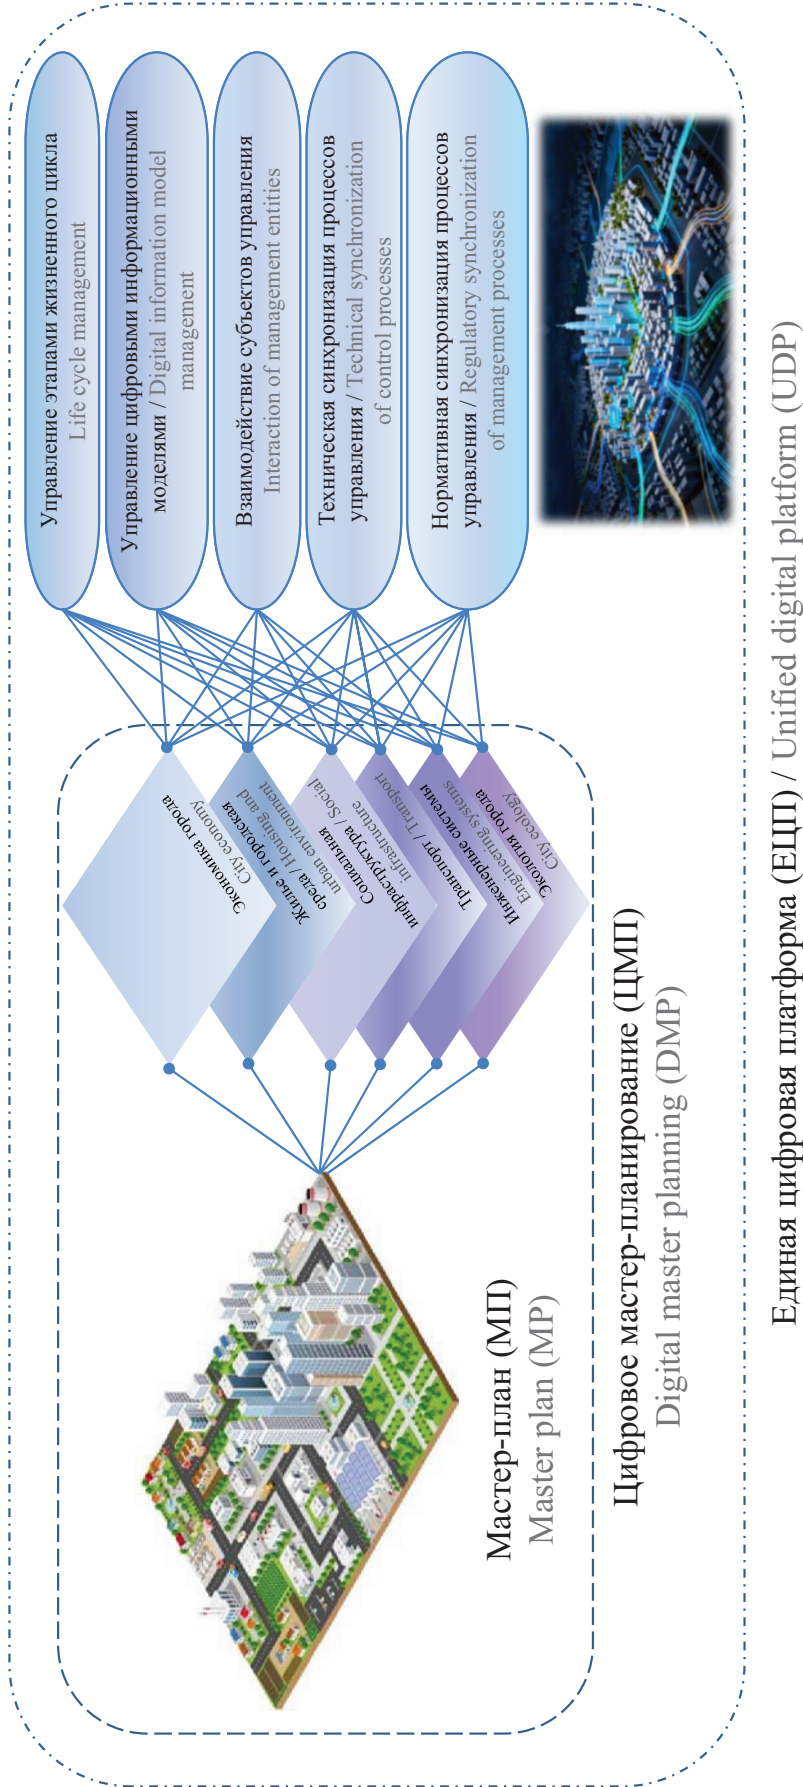 Управление этапами жизненного цикла
Life cycle management
Управление цифровыми информационными
моделями / Digital information model
management
Взаимодействие субъектов управления
Interaction of management entities
Техническая синхронизация процессов
управления / Technical synchronization
of control processes
Нормативная синхронизация процессов
управления / Regulatory synchronization
of management processes
Экономика города
City economy
Жилье и городская
среда / Housing and
urban environment
Социальная
инфраструктура / Social
infrastructure
Транспорт / Transport
Инженерные системы
Engineering systems
Экология города
City ecology
Мастер-план (МП)
Master plan (MP)
Цифровое мастер-планирование (ЦМП)
Digital master planning (DMP)
Единая цифровая платформа (ЕЦП) / Unified digital platform (UDP)